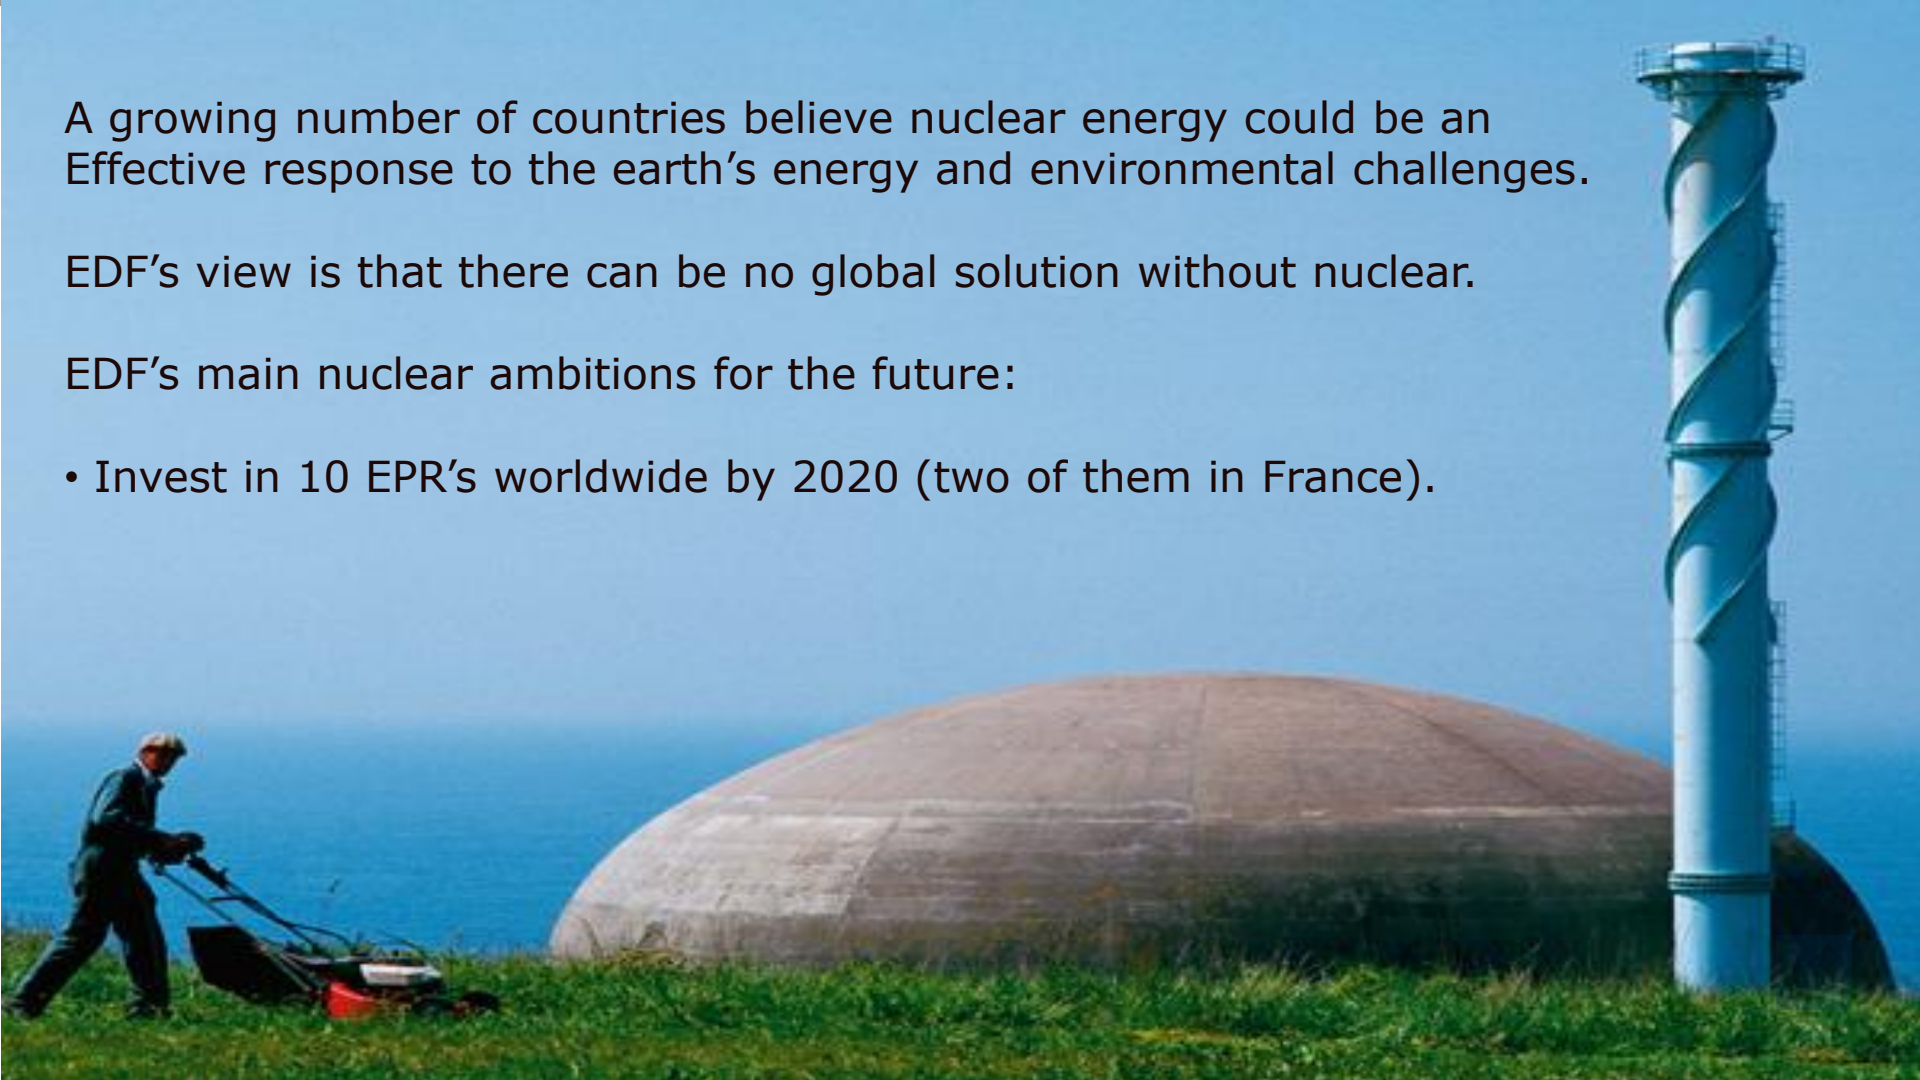 A growing number of countries believe nuclear energy could be an
Effective response to the earth’s energy and environmental challenges.
EDF’s view is that there can be no global solution without nuclear.
EDF’s main nuclear ambitions for the future:
• Invest in 10 EPR’s worldwide by 2020 (two of them in France).